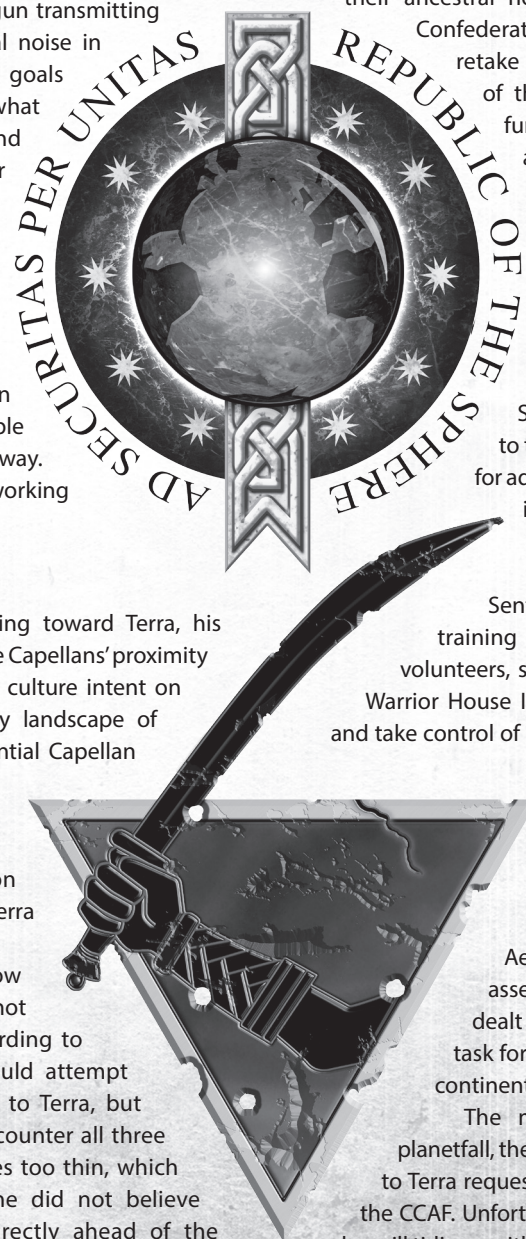 gun transmitting
al noise in
goals
what
nd
r
n
ble
way.
working
ing toward Terra, his
e Capellans' proximity
culture intent on
y landscape of
ntial Capellan
on
erra
ow
not
rding to
uld attempt
to Terra, but
counter all three
es too thin, which
he did not believe
rectly ahead of the
AD SECURITAS PER UNITAS
REPUBLIC OF THE SPHERE
their ancestral
Confederat
retake
of th
fun
a
S
to t
for ad
i
Sent
training
volunteers, s
Warrior House I
and take control of
Ae
asse
dealt
task for
continent
The
planetfall, the
to Terra reques
the CCAF. Unfort